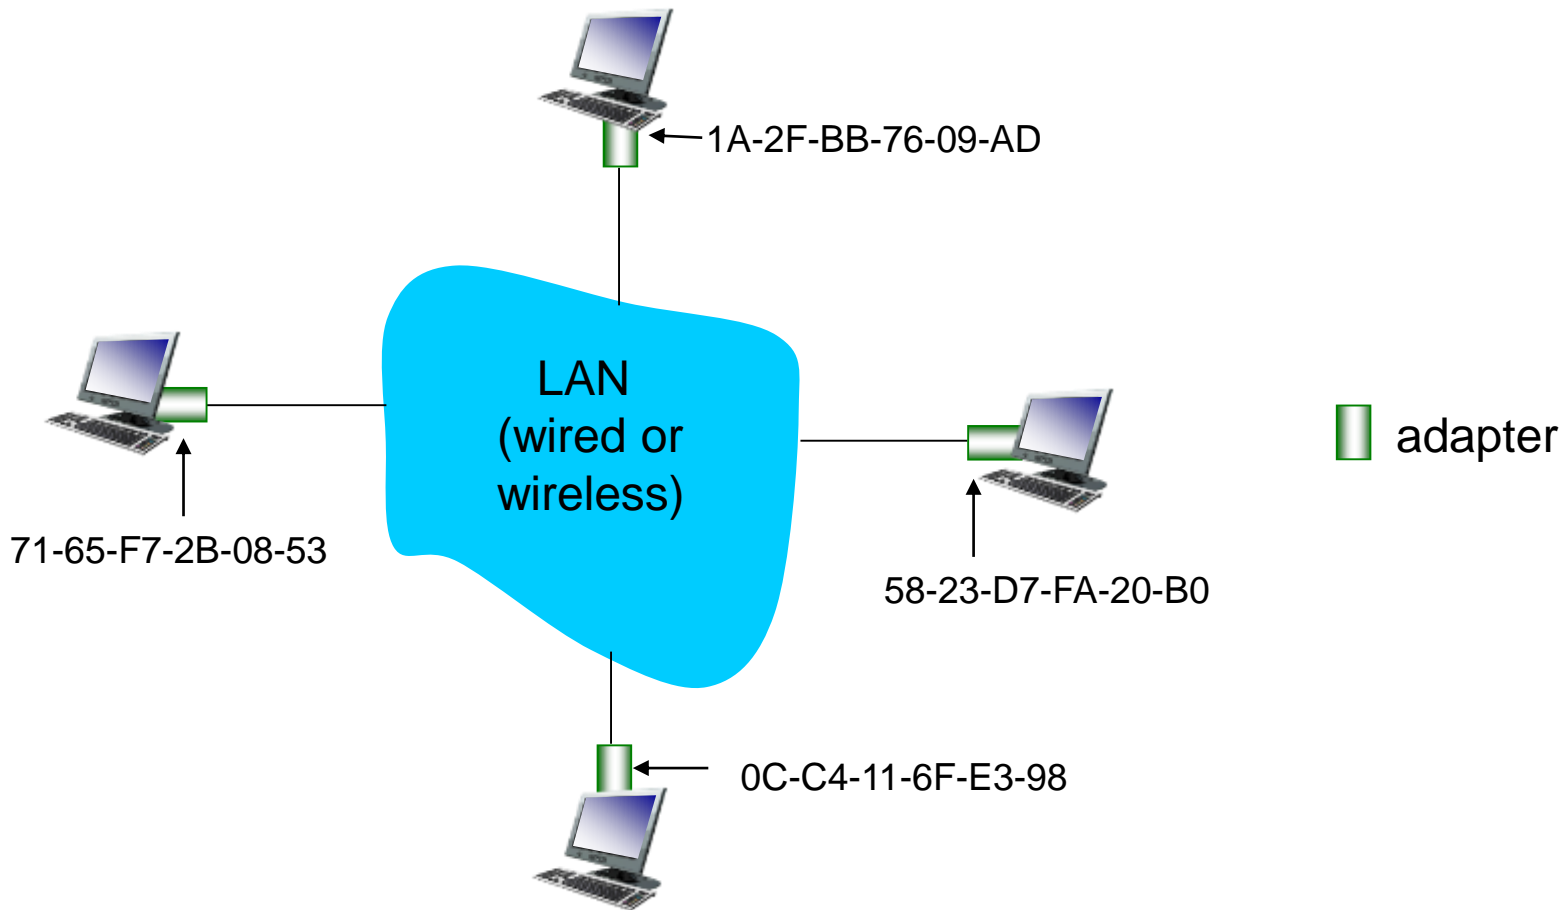 1A-2F-BB-76-09-AD
LAN
(wired or
wireless)
adapter
71-65-F7-2B-08-53
58-23-D7-FA-20-B0
0C-C4-11-6F-E3-98